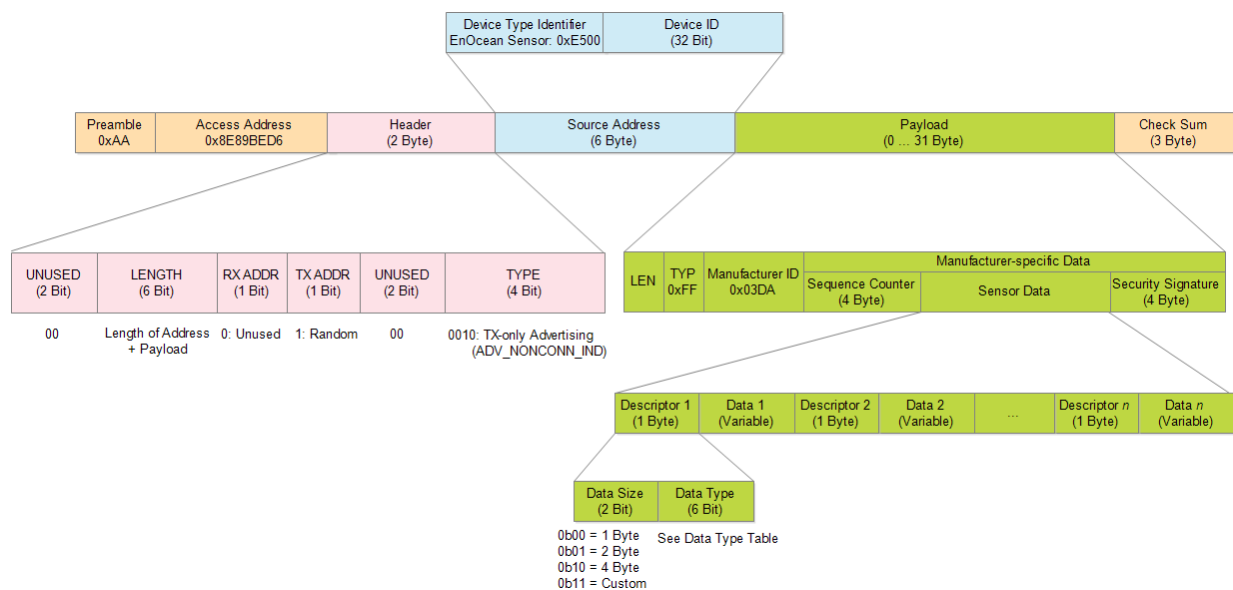 Device Type Identifier
EnOcean Sensor: 0xE500
Device ID
(32 Bit)
Preamble
0xAA
Access Address
0x8E89BED6
Header
(2 Byte)
Source Address
(6 Byte)
Payload
(0 ... 31 Byte)
Check Sum
(3 Byte)
UNUSED
(2 Bit)
LENGTH
(6 Bit)
RX ADDR
(1 Bit)
TX ADDR
(1 Bit)
UNUSED
(2 Bit)
TYPE
(4 Bit)
00
Length of Address
+ Payload
0: Unused
1: Random
00
0010: TX-only Advertising
(ADV_NONCONN_IND)
LEN
TYP
0xFF
Manufacturer ID
0x03DA
Manufacturer-specific Data
Sequence Counter
(4 Byte)
Sensor Data
Security Signature
(4 Byte)
Descriptor 1
(1 Byte)
Data 1
(Variable)
Descriptor 2
(1 Byte)
Data 2
(Variable)
...
Descriptor n
(1 Byte)
Data n
(Variable)
Data Size
(2 Bit)
Data Type
(6 Bit)
0b00 = 1 Byte
0b01 = 2 Byte
0b10 = 4 Byte
0b11 = Custom
See Data Type Table